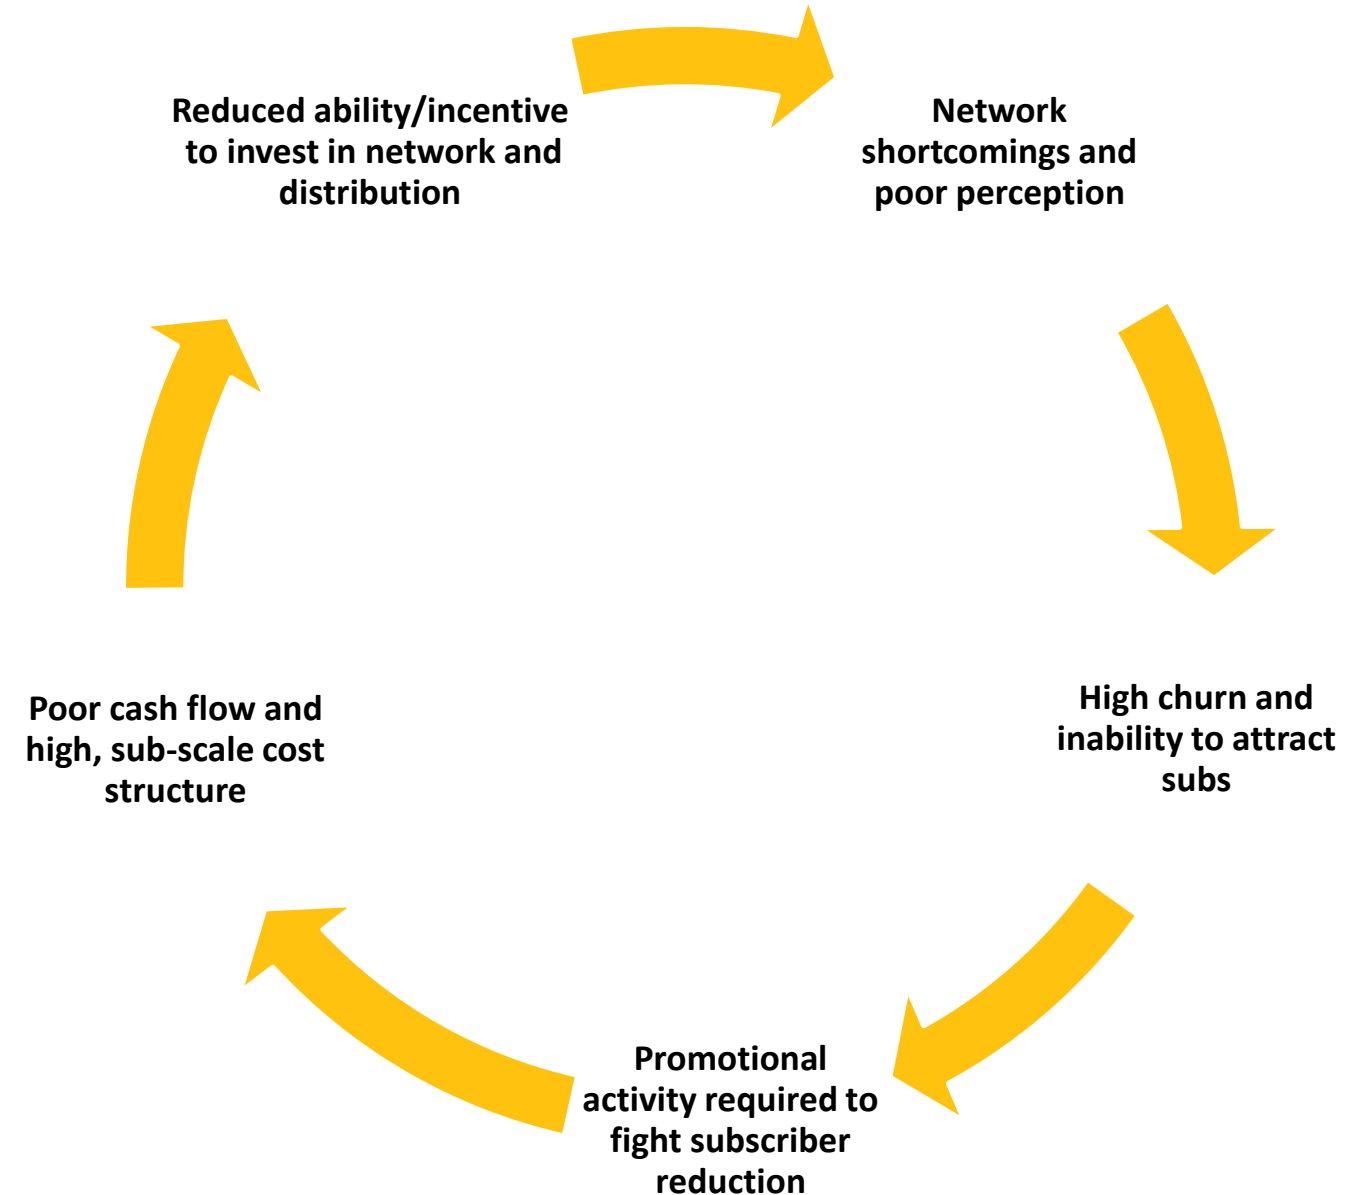 Reduced ability/incentive
to invest in network and
distribution
Network
shortcomings and
poor perception
High churn and
inability to attract
subs
Promotional
activity required to
fight subscriber
reduction
Poor cash flow and
high, sub-scale cost
structure